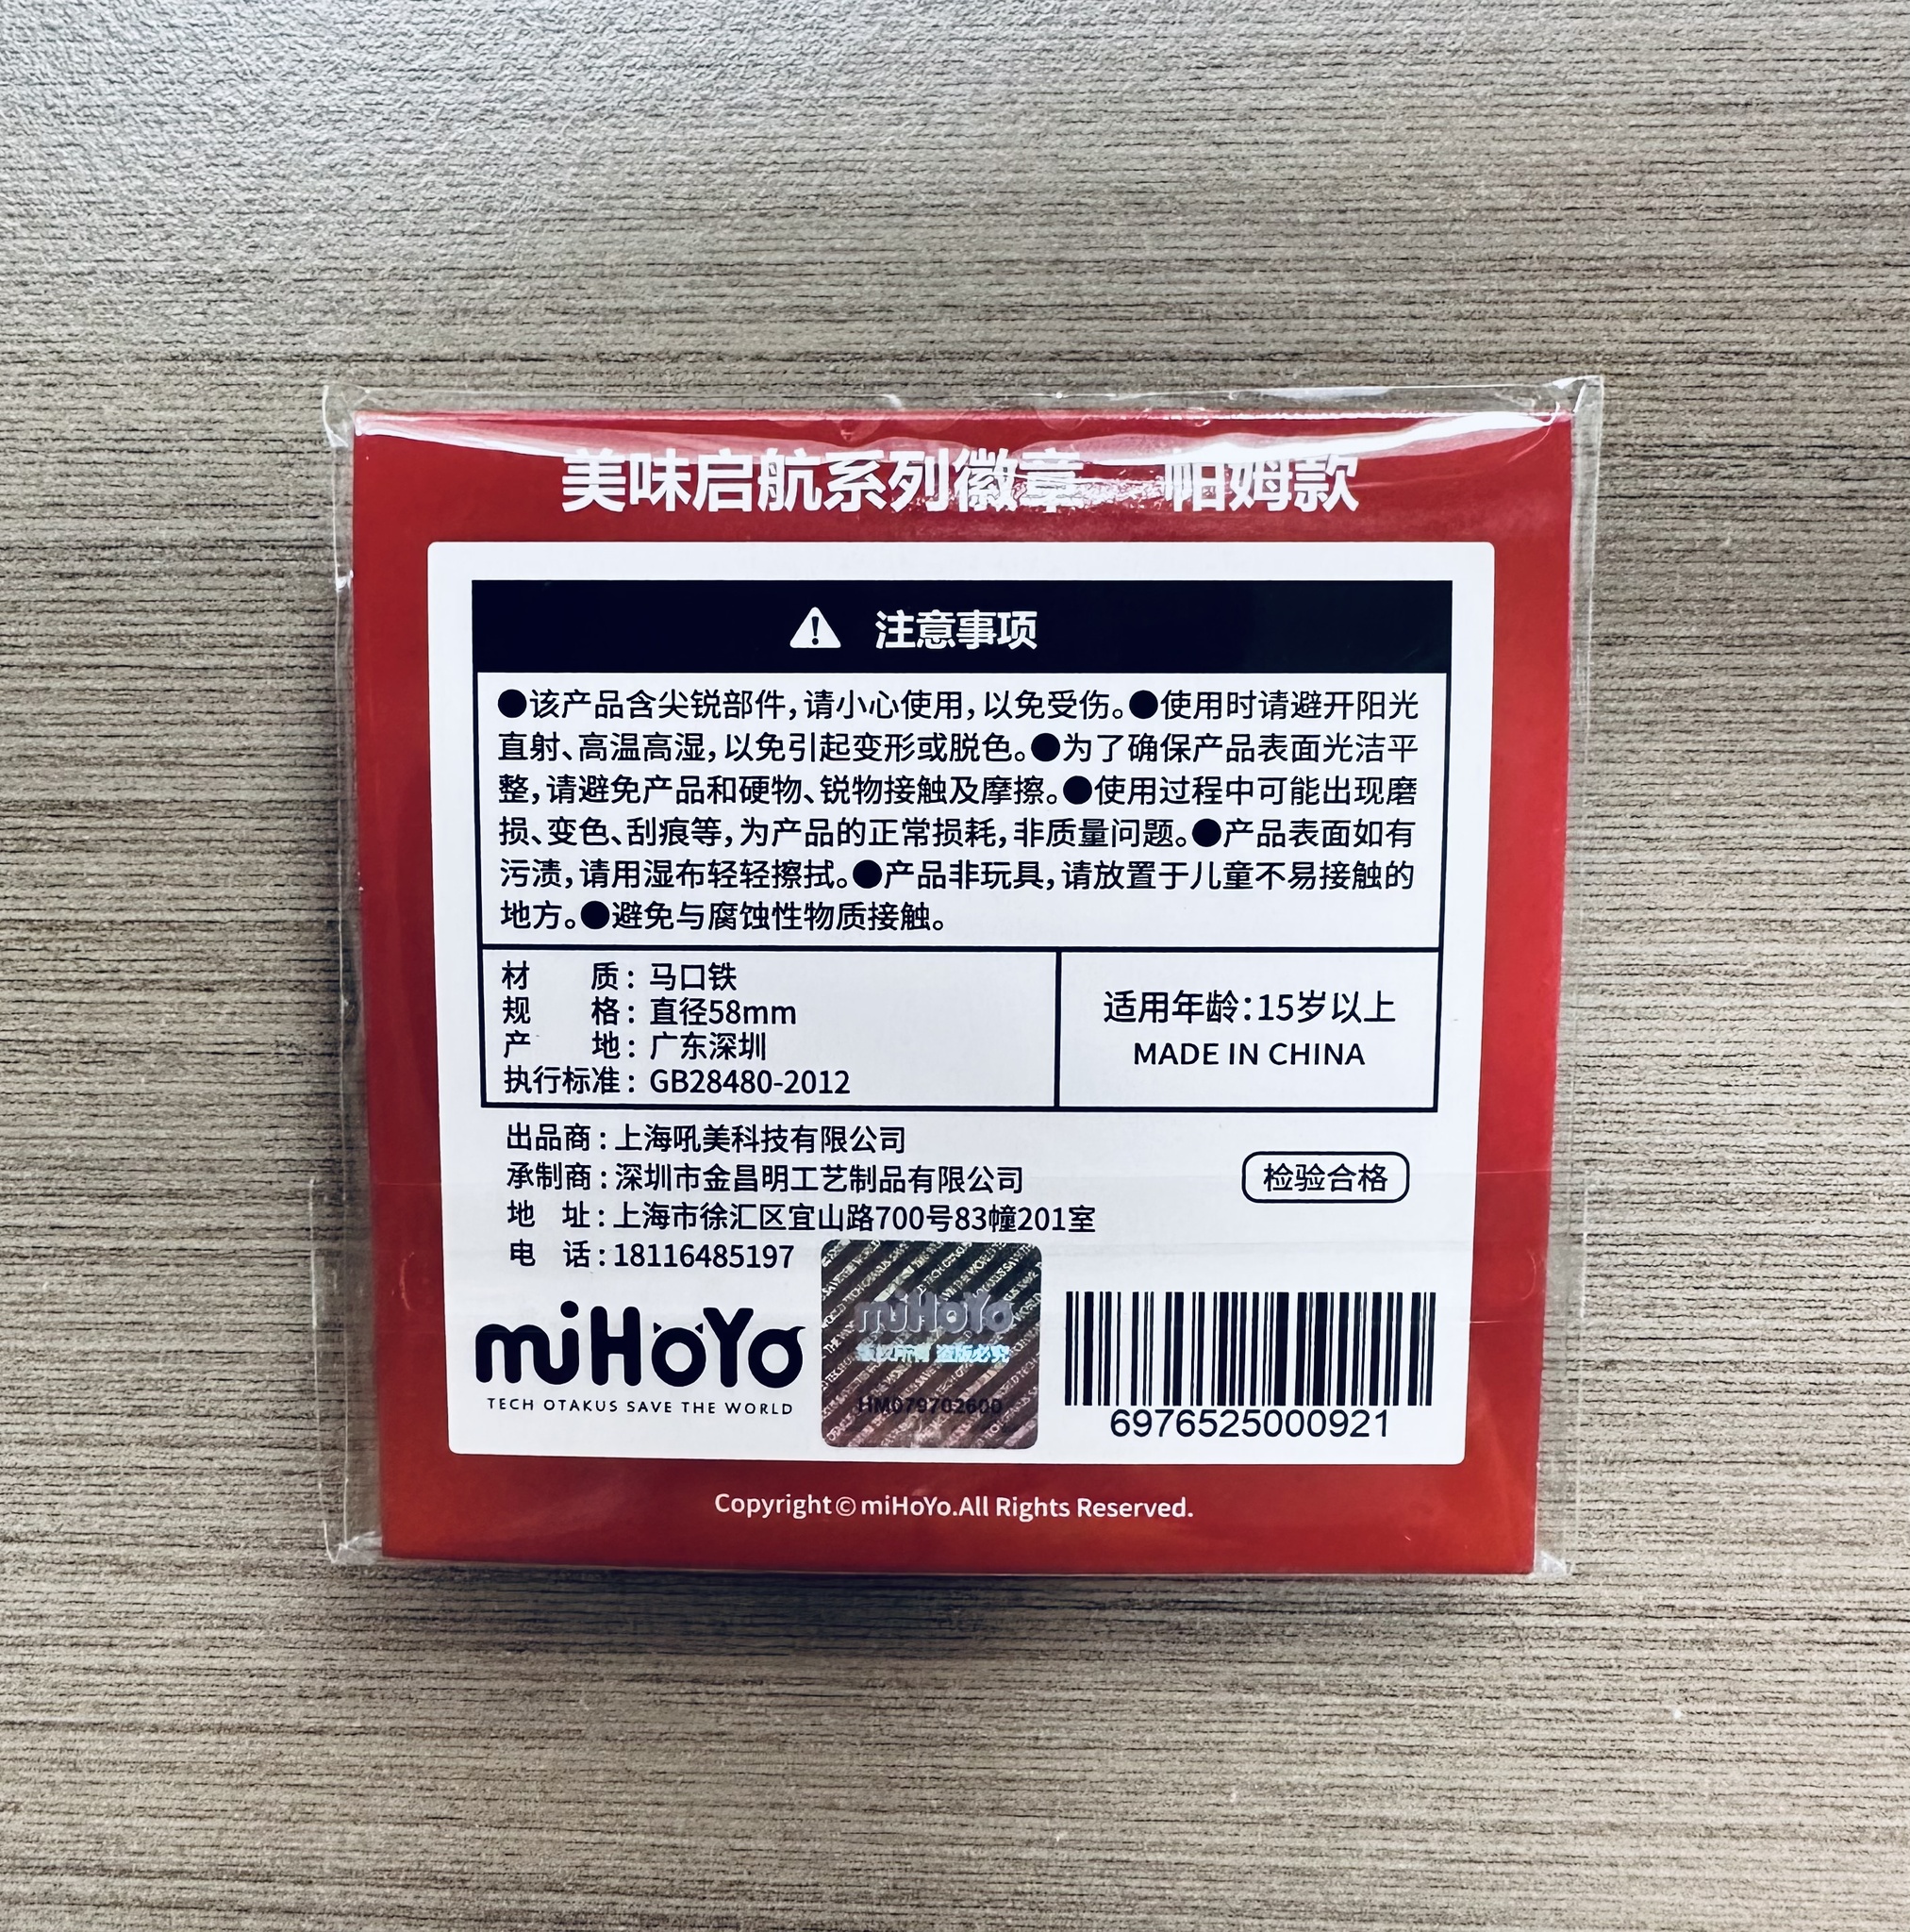 美味启航系列徽章 帕姆款
注意事项
●该产品含尖锐部件,请小心使用,以免受伤。●使用时请避开阳光
直射、高温高湿,以免引起变形或脱色。●为了确保产品表面光洁平
整,请避免产品和硬物、锐物接触及摩擦。●使用过程中可能出现磨
损、变色、刮痕等,为产品的正常损耗,非质量问题。●产品表面如有
污渍,请用湿布轻轻擦拭。●产品非玩具,请放置于儿童不易接触的
地方。●避免与腐蚀性物质接触。
材 质: 马口铁
规 格: 直径58mm
产 地: 广东深圳
执行标准: GB28480-2012
适用年龄:15岁以上
MADE IN CHINA
出品商:上海吼美科技有限公司
承制商:深圳市金昌明工艺制品有限公司
地 址:上海市徐汇区宜山路700号83幢201室
电 话:18116485197
检验合格
miHoYo
TECH OTAKUS SAVE THE WORLD
miHoYo
版权所有 盗版必究
HM079702600
6976525000921
Copyright©miHoYo.All Rights Reserved.